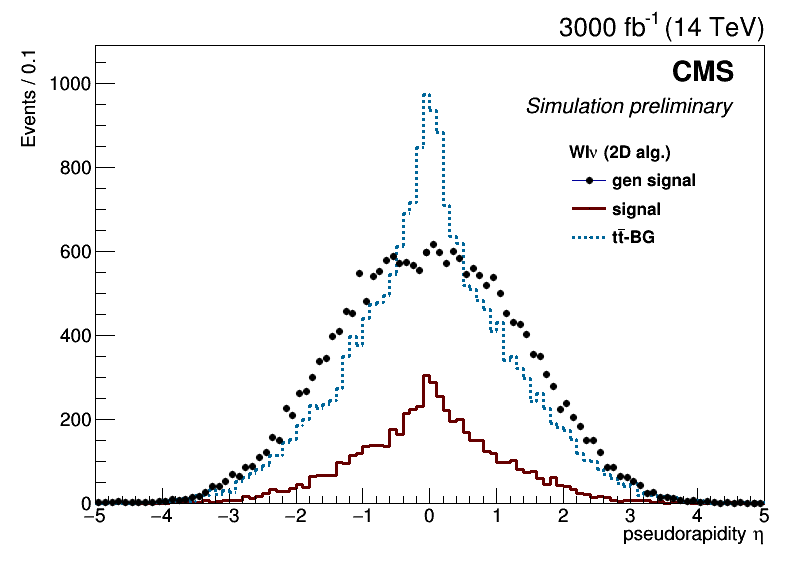 3000 fb⁻¹ (14 TeV)
CMS
Simulation preliminary
Wlν (2D alg.)
gen signal
signal
tt̄-BG
Events / 0.1
1000
800
600
400
200
0
−5 −4 −3 −2 −1 0 1 2 3 4 5
pseudorapidity η